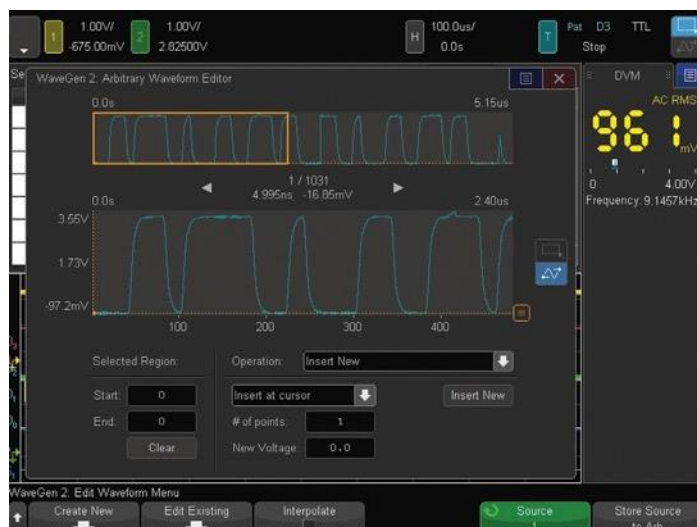 1 1.00V/ 2 1.00V/ H 100.0us/ T Pat D3 TTL
-675.00mV 2.82500V 0.0s Stop
Se WaveGen 2: Arbitrary Waveform Editor DVM
0.0s 5.15us AC RMS
961 mV
1 / 1031
4.995ns -16.85mV 0 4.00V
0.0s 2.40us Frequency: 9.1457kHz
3.55V
1.73V
-97.2mV
100 200 300 400
Selected Region: Operation: Insert New
Start: 0 Insert at cursor Insert New
End: 0 # of points: 1
Clear New Voltage: 0.0
WaveGen 2: Edit Waveform Menu
Create New Edit Existing Interpolate Source Store Source
1 to Arb